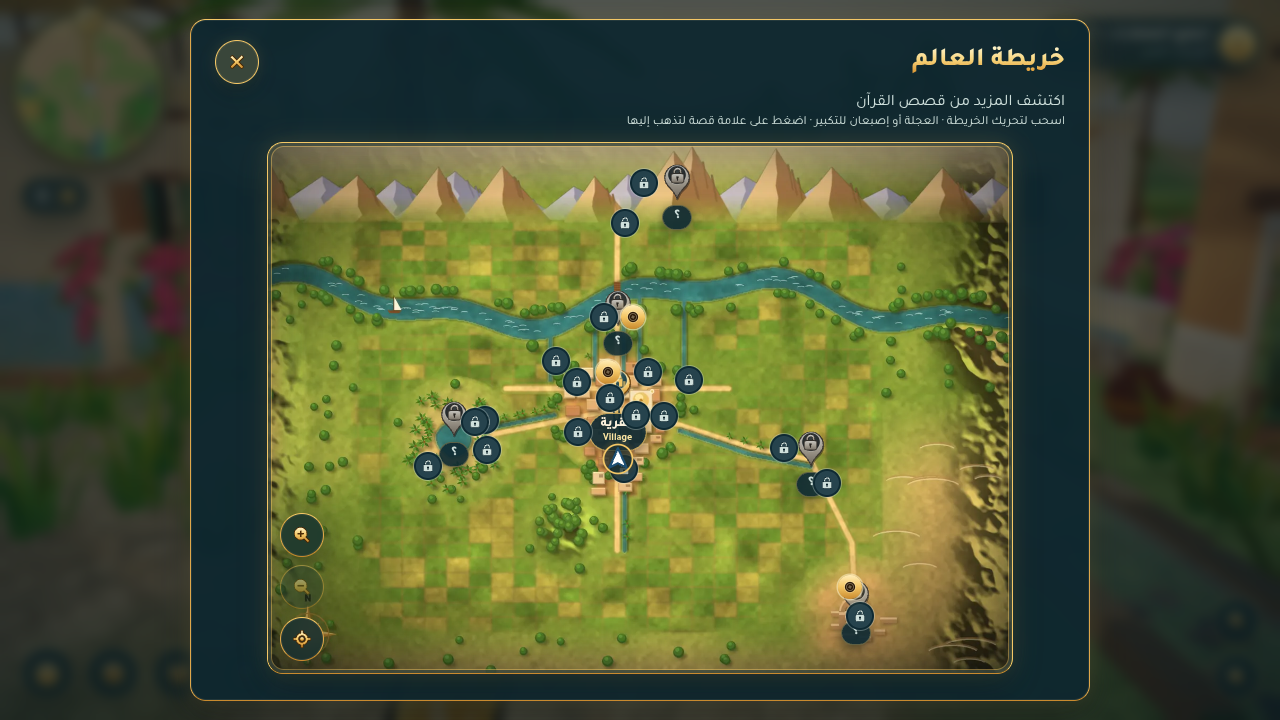 خريطة العالم
اكتشف المزيد من قصص القرآن
اسحب لتحريك الخريطة · العجلة أو إصبعان للتكبير · اضغط على علامة قصة لتذهب إليها
؟
؟
؟
؟
؟
Village
N